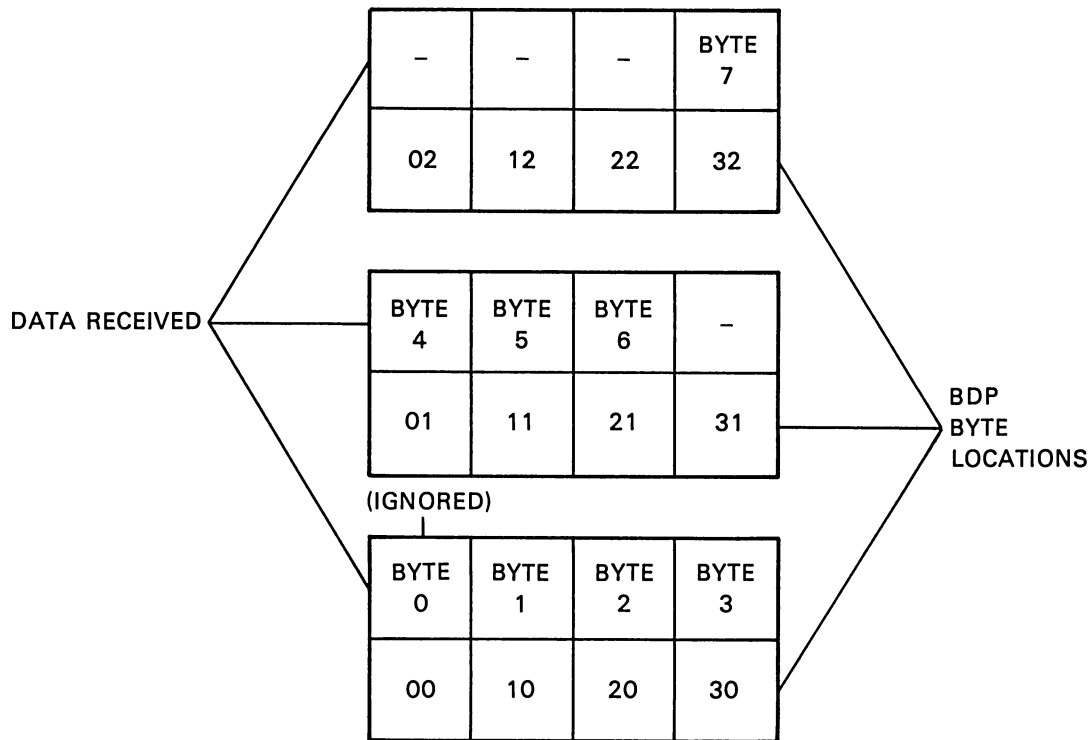 – – – BYTE 7
02 12 22 32
DATA RECEIVED
BYTE 4 BYTE 5 BYTE 6 –
01 11 21 31
BDP
BYTE
LOCATIONS
(IGNORED)
BYTE 0 BYTE 1 BYTE 2 BYTE 3
00 10 20 30